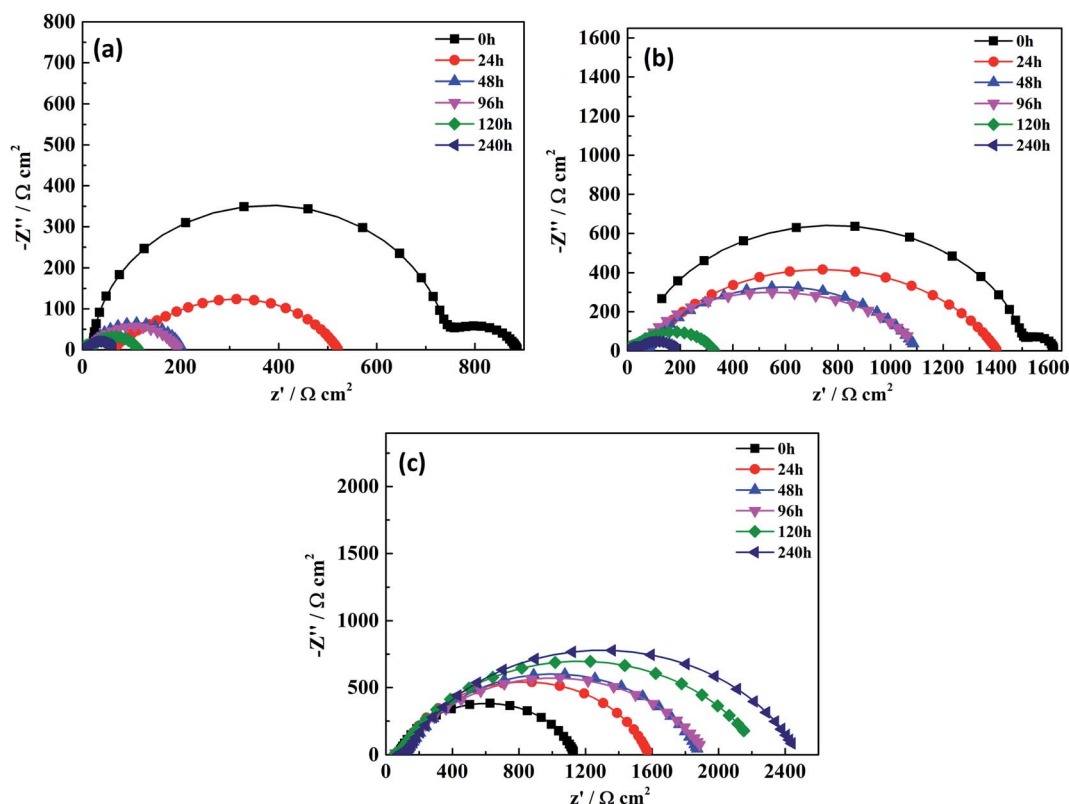 (a)
0h
24h
48h
96h
120h
240h
800
700
600
500
400
300
200
100
0
-Z'' / Ω cm²
0 200 400 600 800
z' / Ω cm²
(b)
0h
24h
48h
96h
120h
240h
1600
1400
1200
1000
800
600
400
200
0
-Z'' / Ω cm²
0 200 400 600 800 1000 1200 1400 1600
z' / Ω cm²
(c)
0h
24h
48h
96h
120h
240h
2000
1500
1000
500
0
-Z'' / Ω cm²
0 400 800 1200 1600 2000 2400
z' / Ω cm²